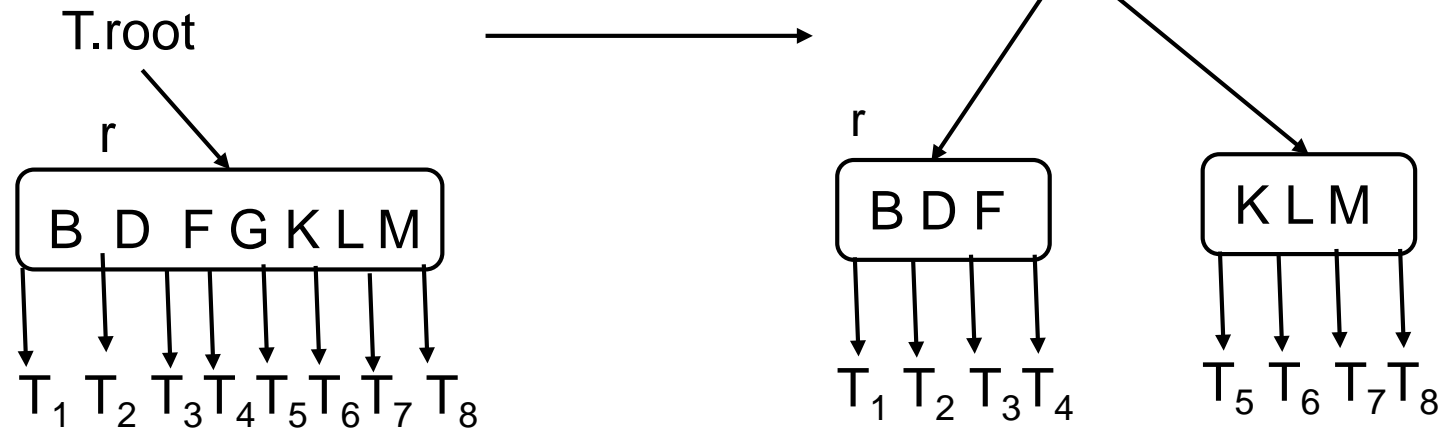 T.root
r
B D F G K L M
T1 T2 T3 T4 T5 T6 T7 T8
r
B D F
T1 T2 T3 T4
K L M
T5 T6 T7 T8